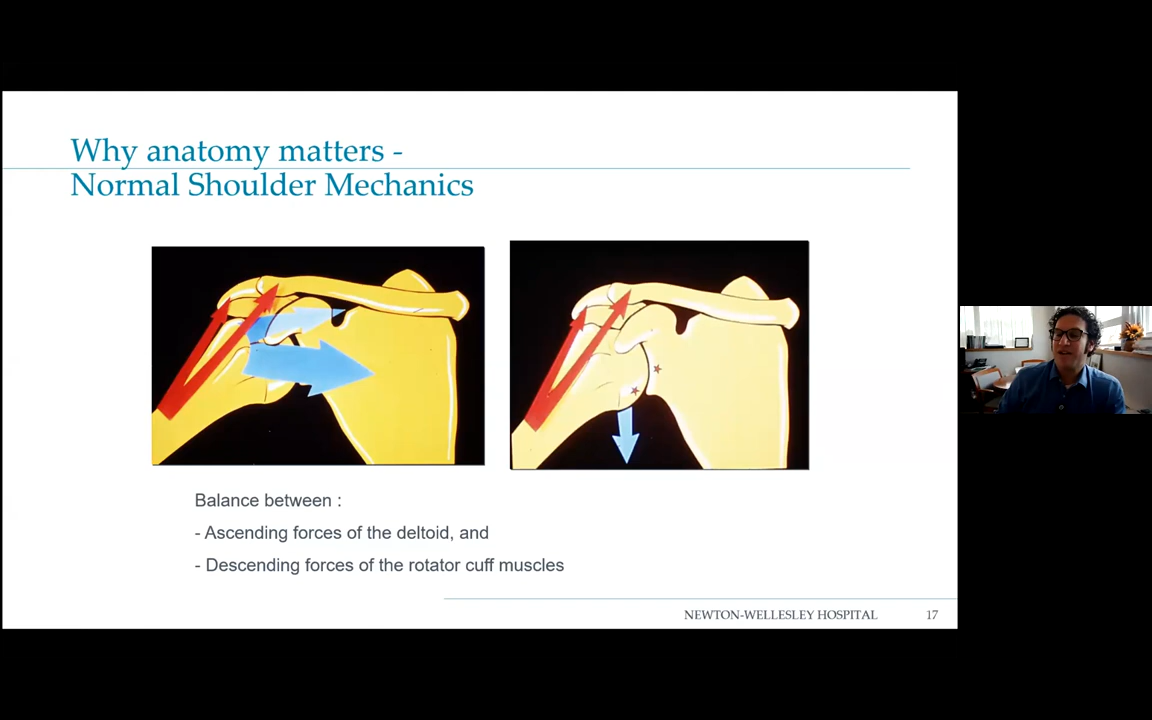 Why anatomy matters -
Normal Shoulder Mechanics
Balance between :
- Ascending forces of the deltoid, and
- Descending forces of the rotator cuff muscles
NEWTON-WELLESLEY HOSPITAL 17